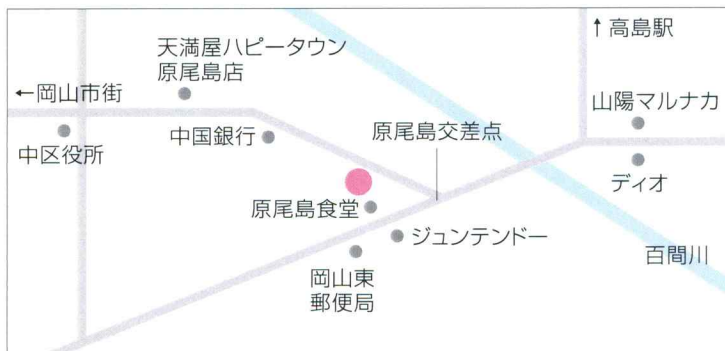 ↑高島駅
天満屋ハピータウン
原尾島店
←岡山市街
山陽マルナカ
中国銀行
原尾島交差点
中区役所
ディオ
原尾島食堂
ジュンテンドー
百間川
岡山東
郵便局